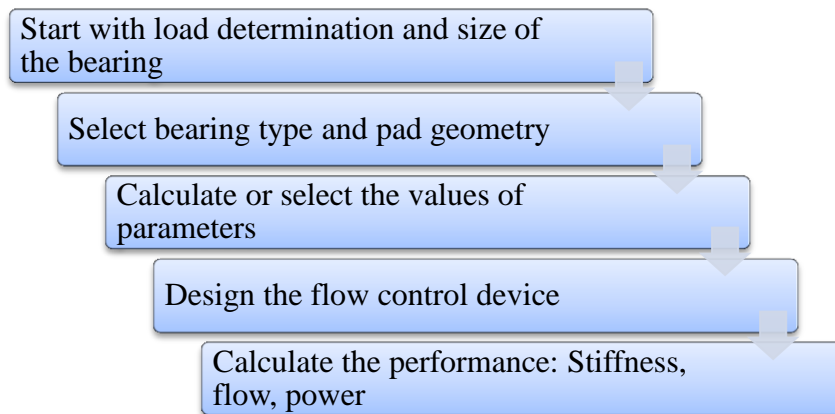 Start with load determination and size of
the bearing
Select bearing type and pad geometry
Calculate or select the values of
parameters
Design the flow control device
Calculate the performance: Stiffness,
flow, power